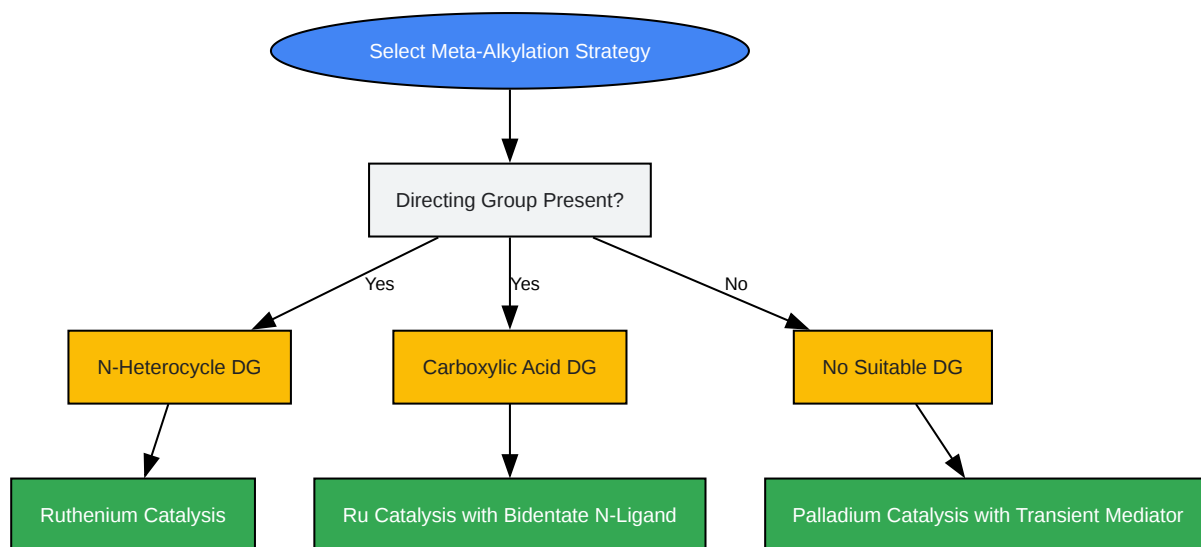 Select Meta-Alkylation Strategy
Directing Group Present?
Yes
Yes
No
N-Heterocycle DG
Carboxylic Acid DG
No Suitable DG
Ruthenium Catalysis
Ru Catalysis with Bidentate N-Ligand
Palladium Catalysis with Transient Mediator